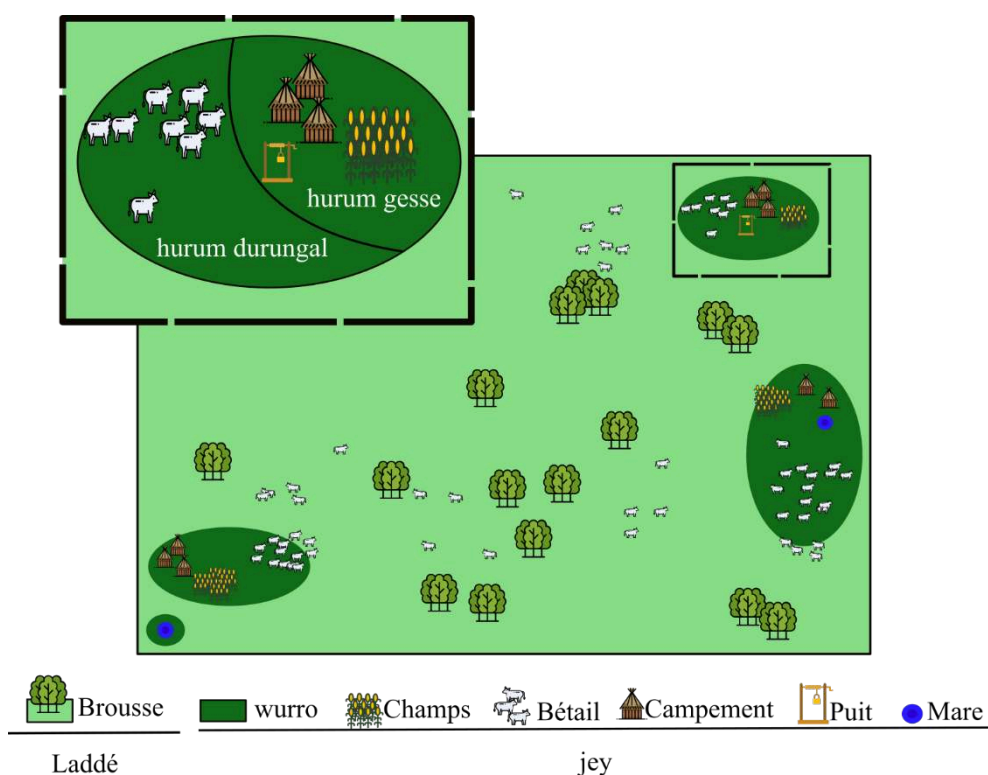 hurum gesse
hurum durungal
Brousse wurro Champs Bétail Campement Puit Mare
Laddé jey